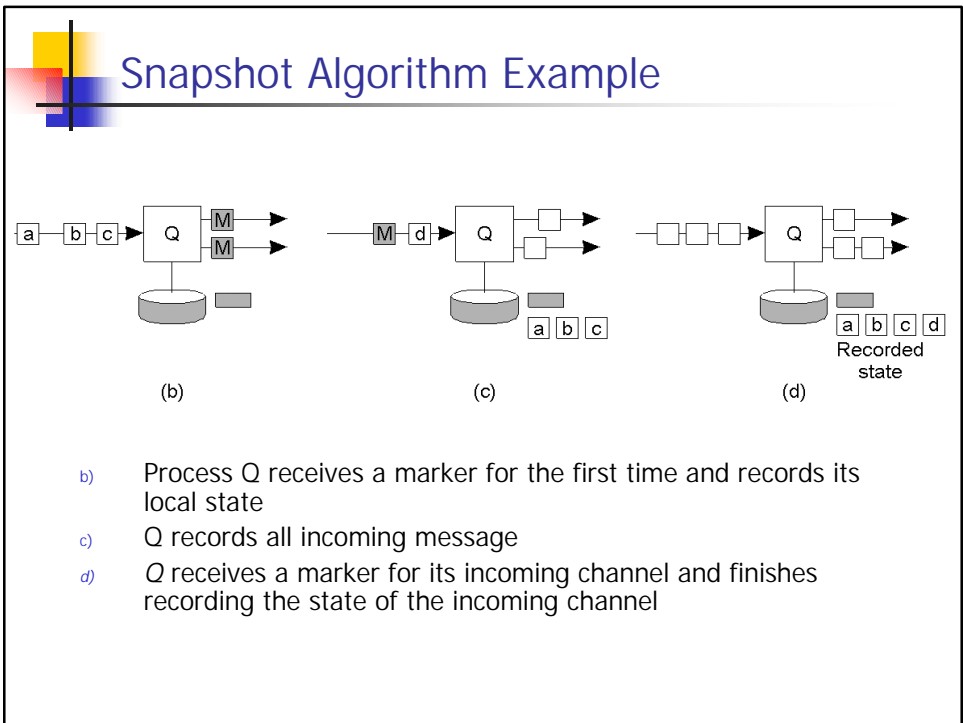 Snapshot Algorithm Example
a b c Q M M
M d Q
Q
a b c
a b c d
Recorded
state
(b)
(c)
(d)
b) Process Q receives a marker for the first time and records its
local state
c) Q records all incoming message
d) Q receives a marker for its incoming channel and finishes
recording the state of the incoming channel